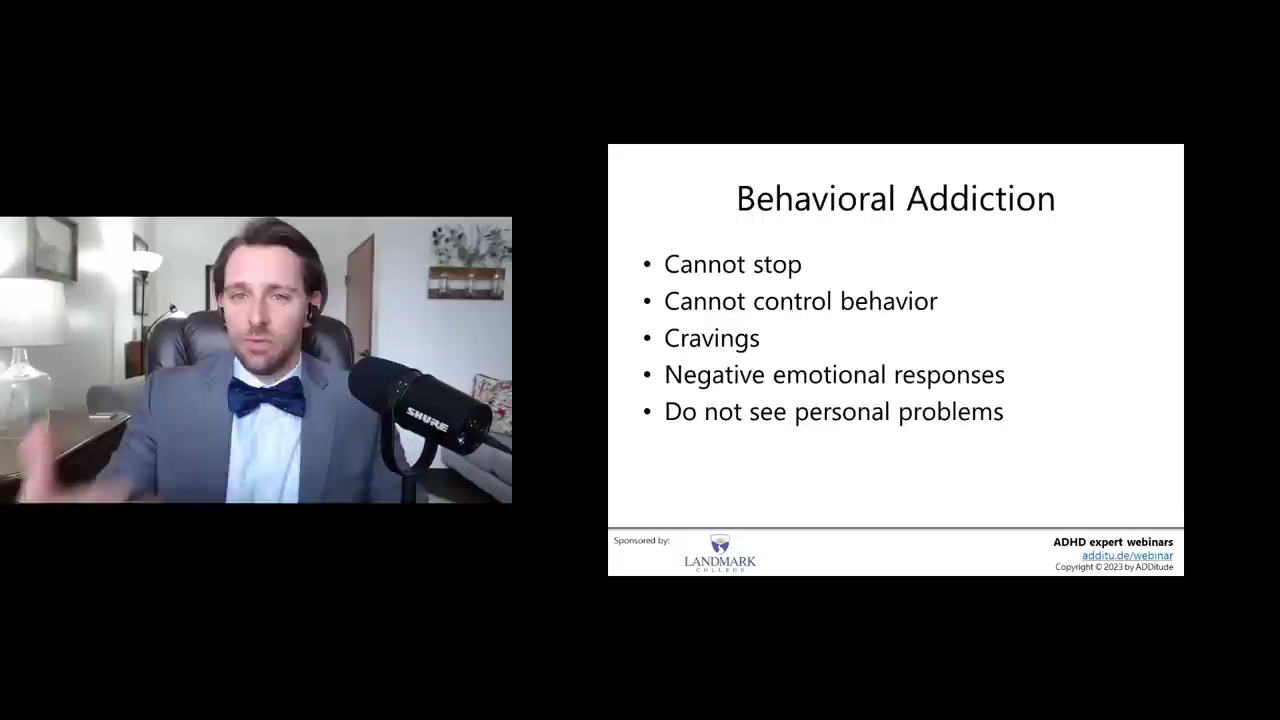 SHURE
Behavioral Addiction
• Cannot stop
• Cannot control behavior
• Cravings
• Negative emotional responses
• Do not see personal problems
Sponsored by:
LANDMARK
COLLEGE
ADHD expert webinars
additu.de/webinar
Copyright © 2023 by ADDitude